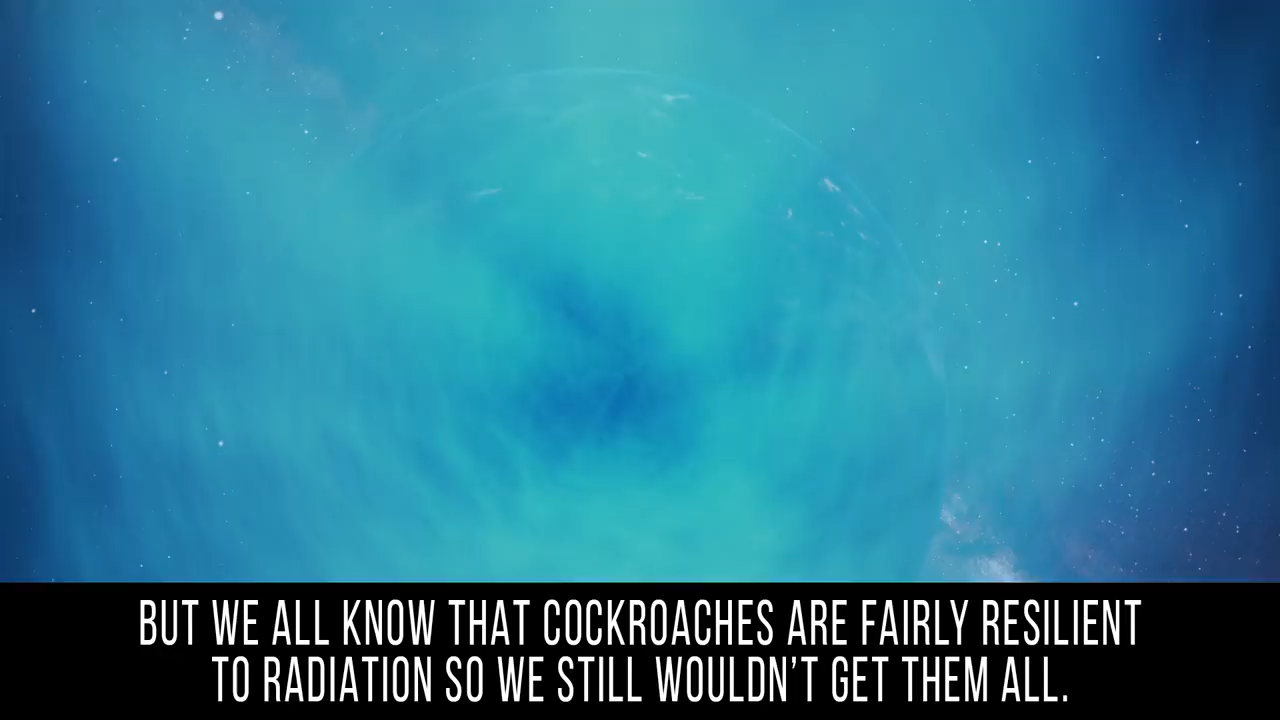 BUT WE ALL KNOW THAT COCKROACHES ARE FAIRLY RESILIENT
TO RADIATION SO WE STILL WOULDN'T GET THEM ALL.